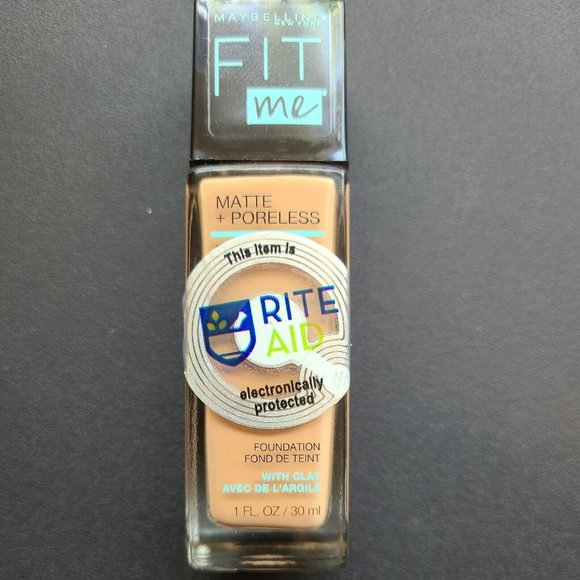 MAYBELLINE
NEW YORK
FIT
me
MATTE
+ PORELESS
This item is
RITE
AID
electronically
protected
FOUNDATION
FOND DE TEINT
WITH CLAY
AVEC DE L'ARGILE
1 FL. OZ / 30 ml